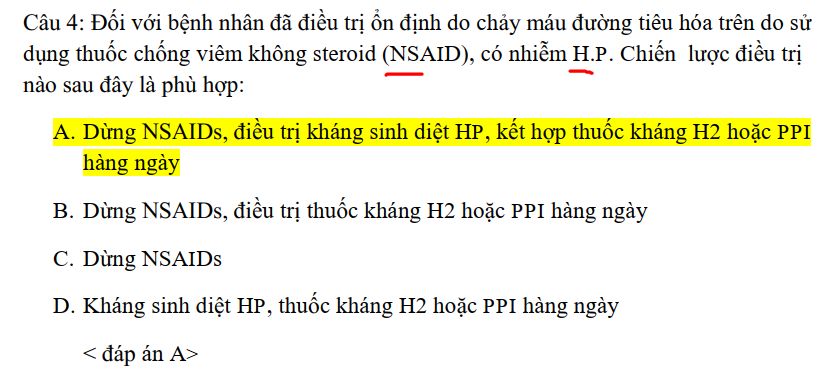 Câu 4: Đối với bệnh nhân đã điều trị ổn định do chảy máu đường tiêu hóa trên do sử
dụng thuốc chống viêm không steroid (NSAID), có nhiễm H.P. Chiến lược điều trị
nào sau đây là phù hợp:
A. Dừng NSAIDs, điều trị kháng sinh diệt HP, kết hợp thuốc kháng H2 hoặc PPI
hàng ngày
B. Dừng NSAIDs, điều trị thuốc kháng H2 hoặc PPI hàng ngày
C. Dừng NSAIDs
D. Kháng sinh diệt HP, thuốc kháng H2 hoặc PPI hàng ngày
< đáp án A>